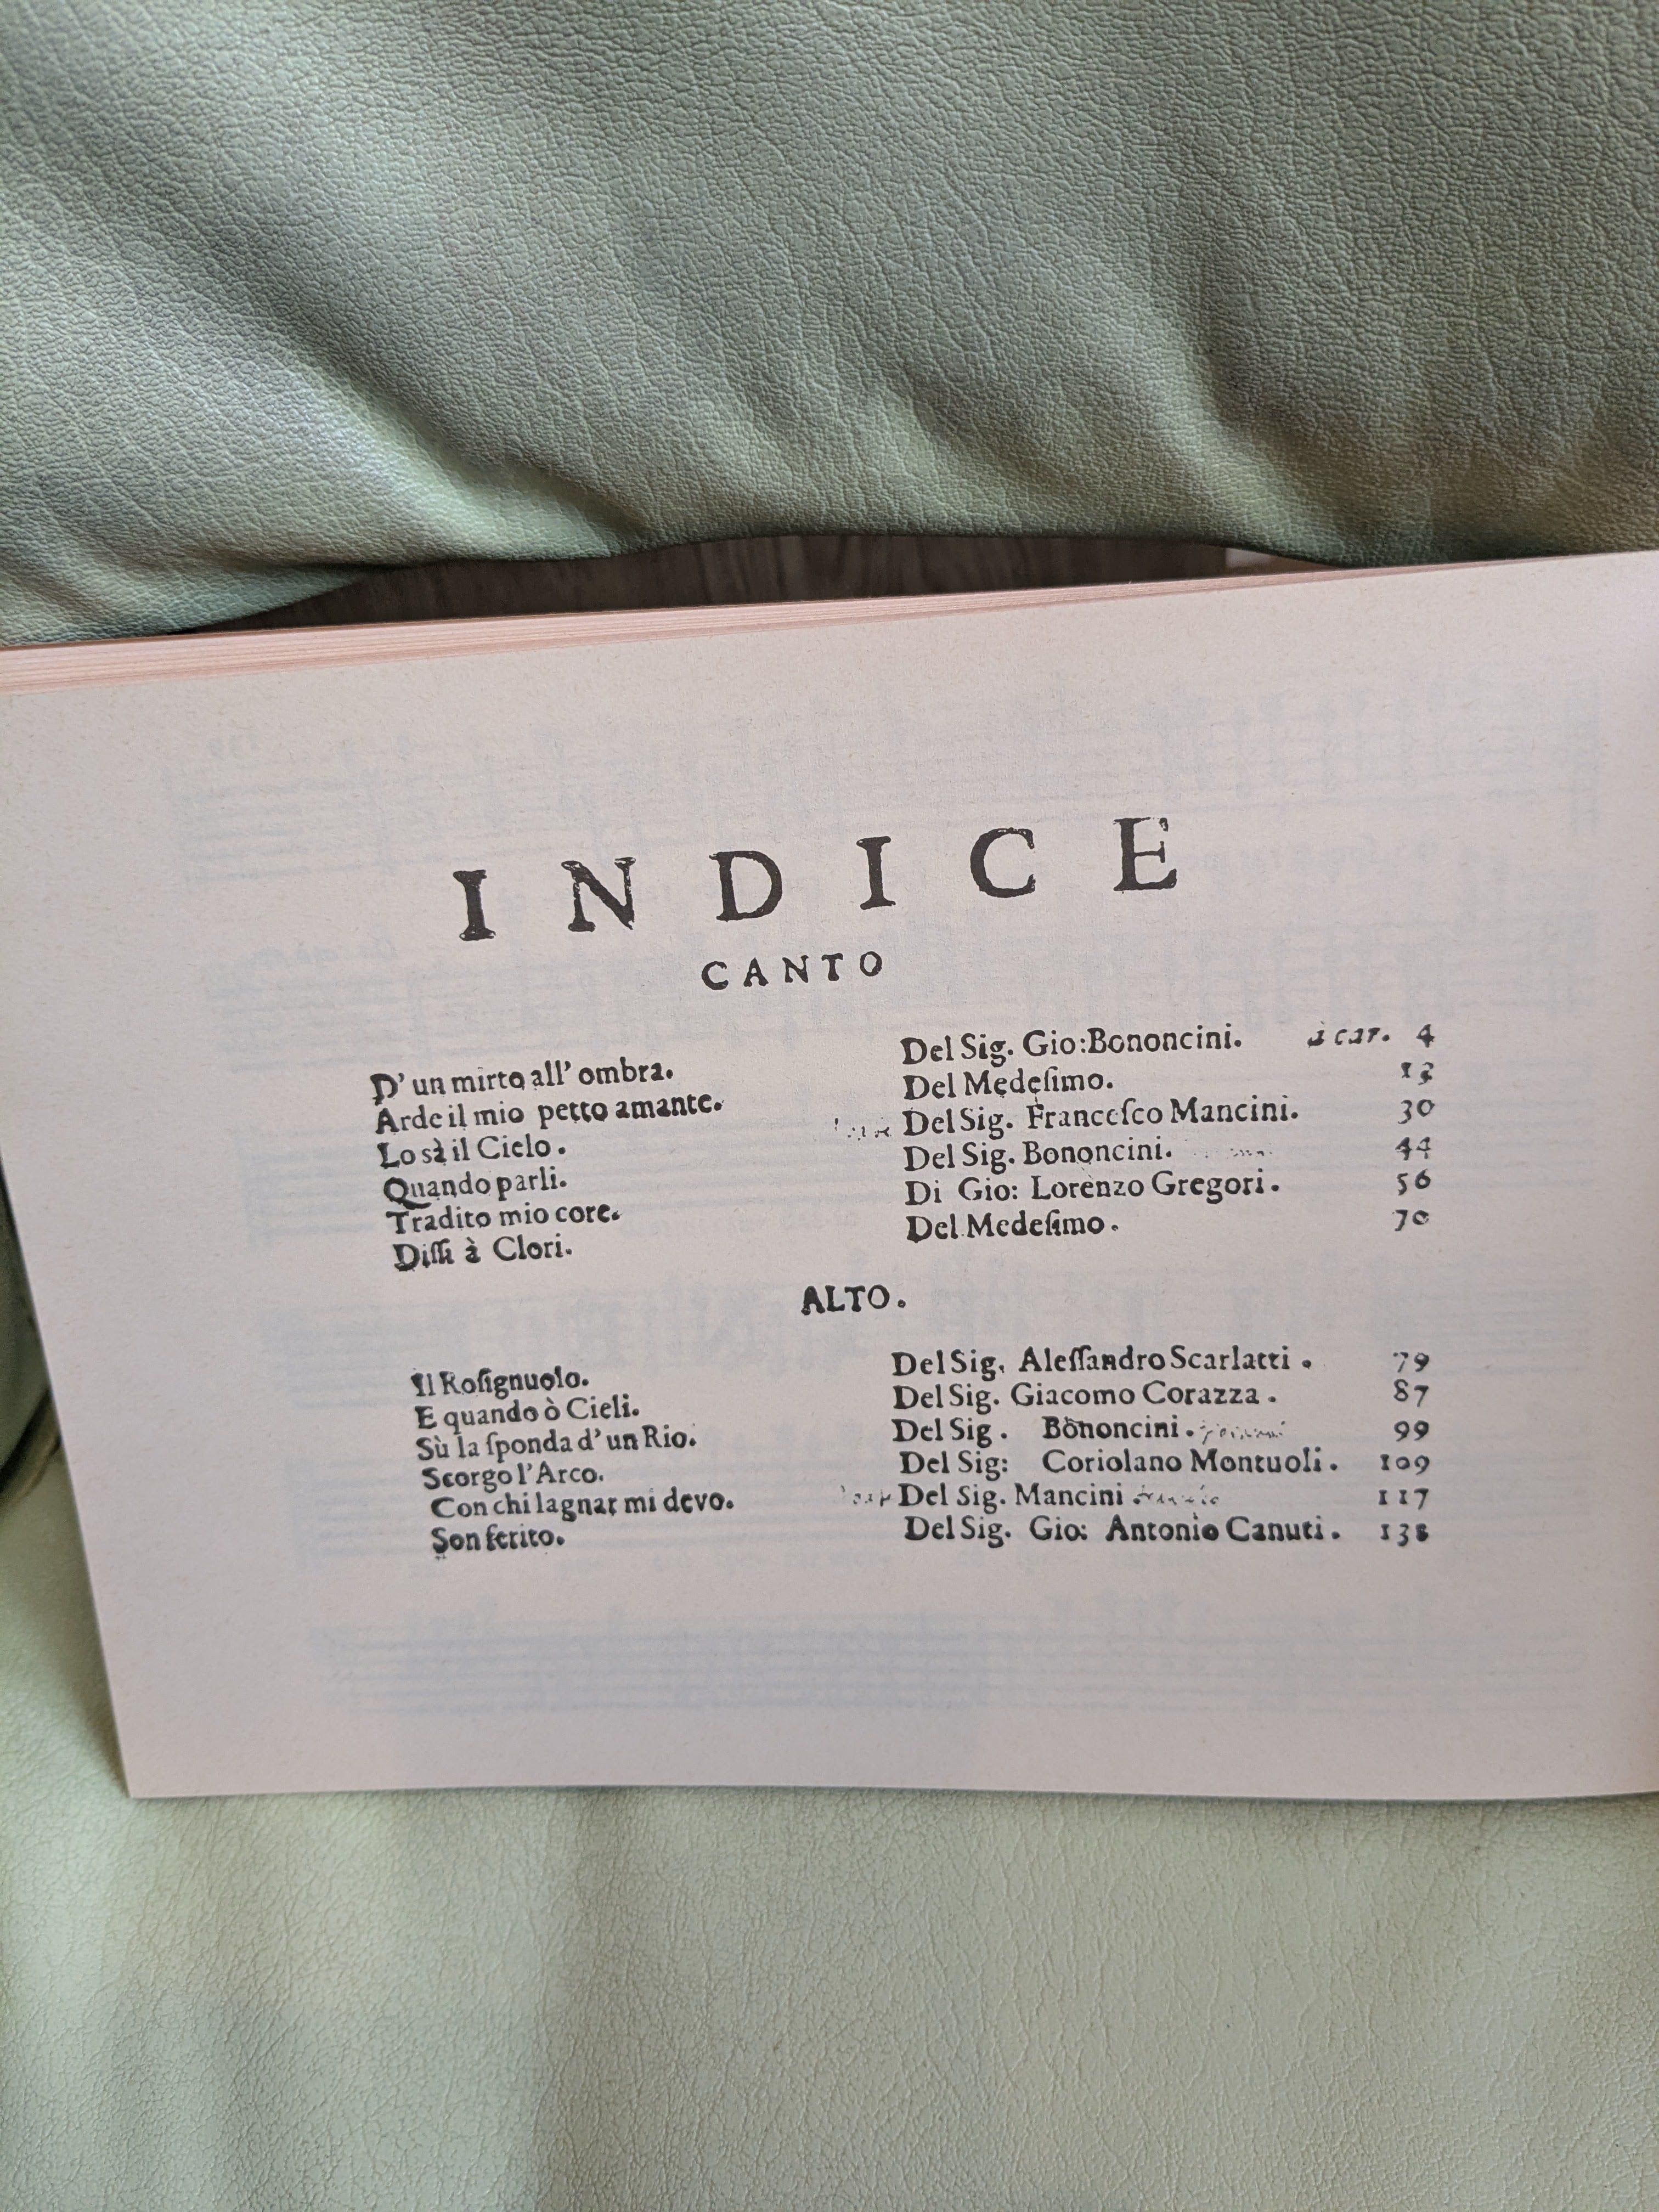 INDICE
CANTO
D' un mirto all' ombra. Del Sig. Gio: Bononcini. à car. 4
Arde il mio petto amante. Del Medeſimo. 13
Lo sà il Cielo. Del Sig. Franceſco Mancini. 30
Quando parli. Del Sig. Bononcini. 44
Tradito mio core. Di Gio: Lorenzo Gregori. 56
Diſſi à Clori. Del Medeſimo. 70
ALTO.
Il Roſignuolo. Del Sig. Aleſſandro Scarlatti. 79
E quando ò Cieli. Del Sig. Giacomo Corazza. 87
Sù la ſponda d' un Rio. Del Sig. Bononcini. 99
Scorgo l'Arco. Del Sig: Coriolano Montuoli. 109
Con chi lagnar mi devo. Del Sig. Mancini 117
Son ferito. Del Sig. Gio: Antonio Canuti. 138